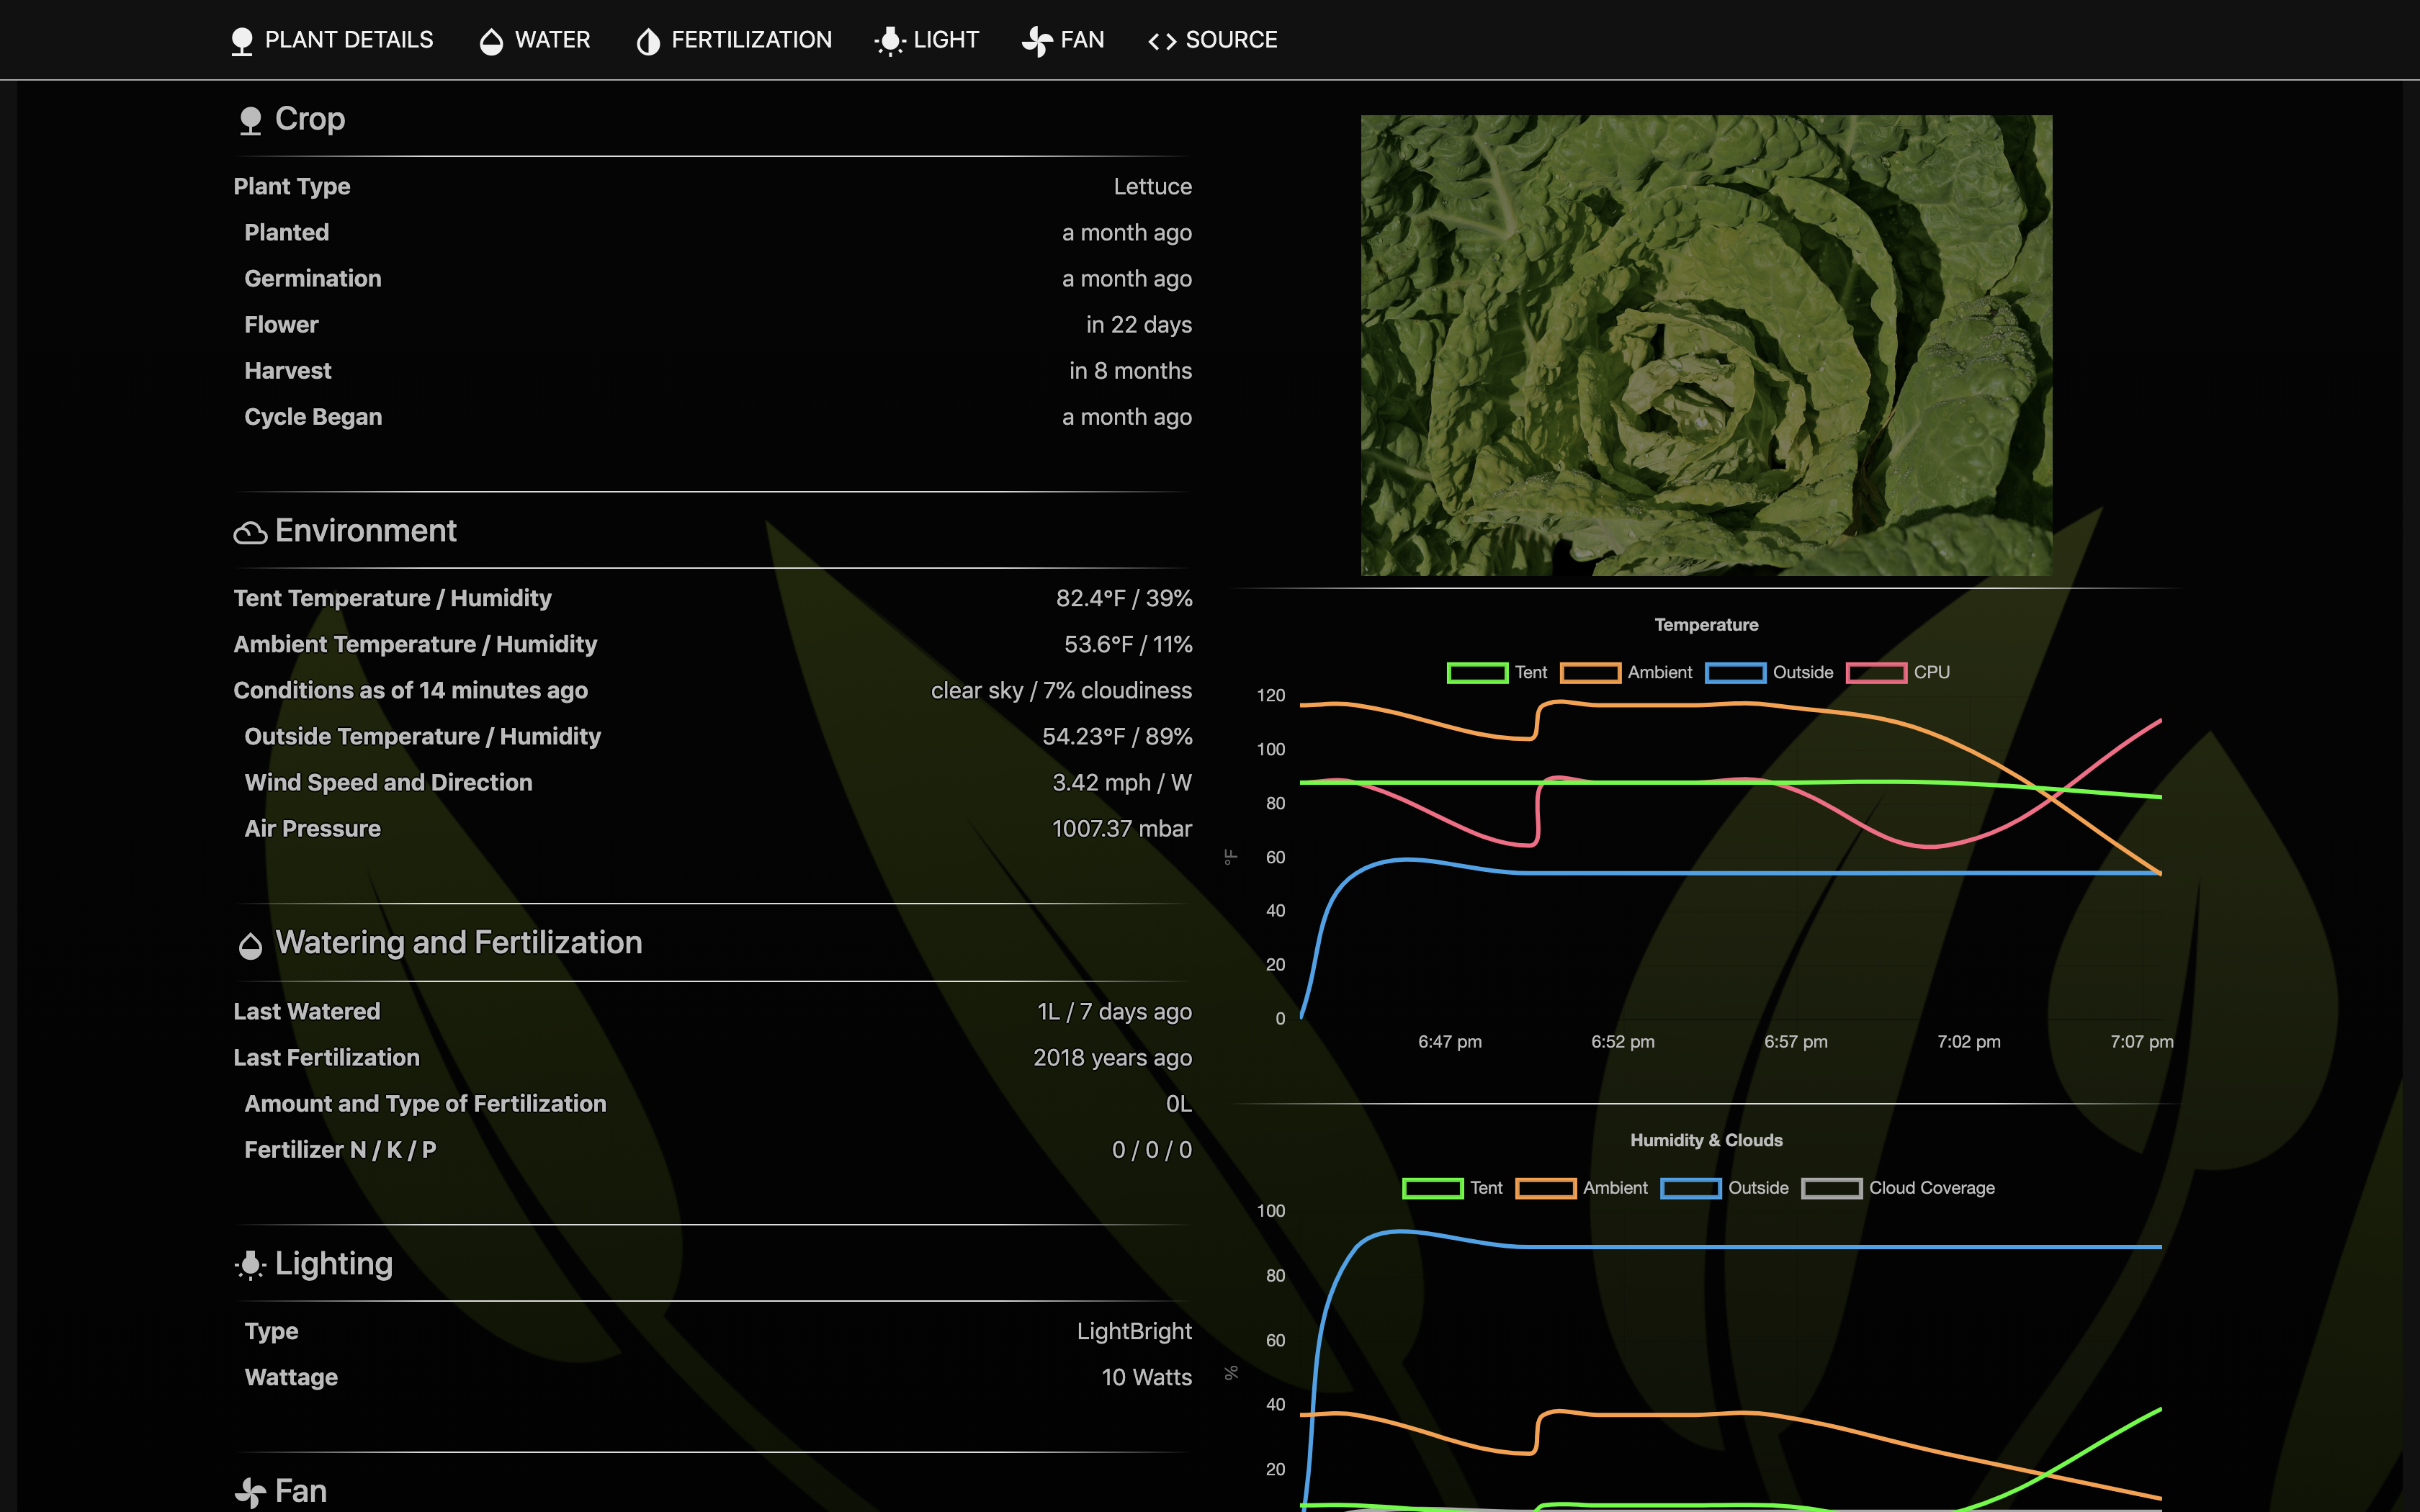 PLANT DETAILS WATER FERTILIZATION LIGHT FAN SOURCE
Crop
Plant Type Lettuce
Planted a month ago
Germination a month ago
Flower in 22 days
Harvest in 8 months
Cycle Began a month ago
Environment
Tent Temperature / Humidity 82.4°F / 39%
Ambient Temperature / Humidity 53.6°F / 11%
Conditions as of 14 minutes ago clear sky / 7% cloudiness
Outside Temperature / Humidity 54.23°F / 89%
Wind Speed and Direction 3.42 mph / W
Air Pressure 1007.37 mbar
Watering and Fertilization
Last Watered 1L / 7 days ago
Last Fertilization 2018 years ago
Amount and Type of Fertilization 0L
Fertilizer N / K / P 0 / 0 / 0
Lighting
Type LightBright
Wattage 10 Watts
Fan
Temperature
Tent Ambient Outside CPU
120
100
80
60
40
20
0
°F
6:47 pm 6:52 pm 6:57 pm 7:02 pm 7:07 pm
Humidity & Clouds
Tent Ambient Outside Cloud Coverage
100
80
60
40
20
%